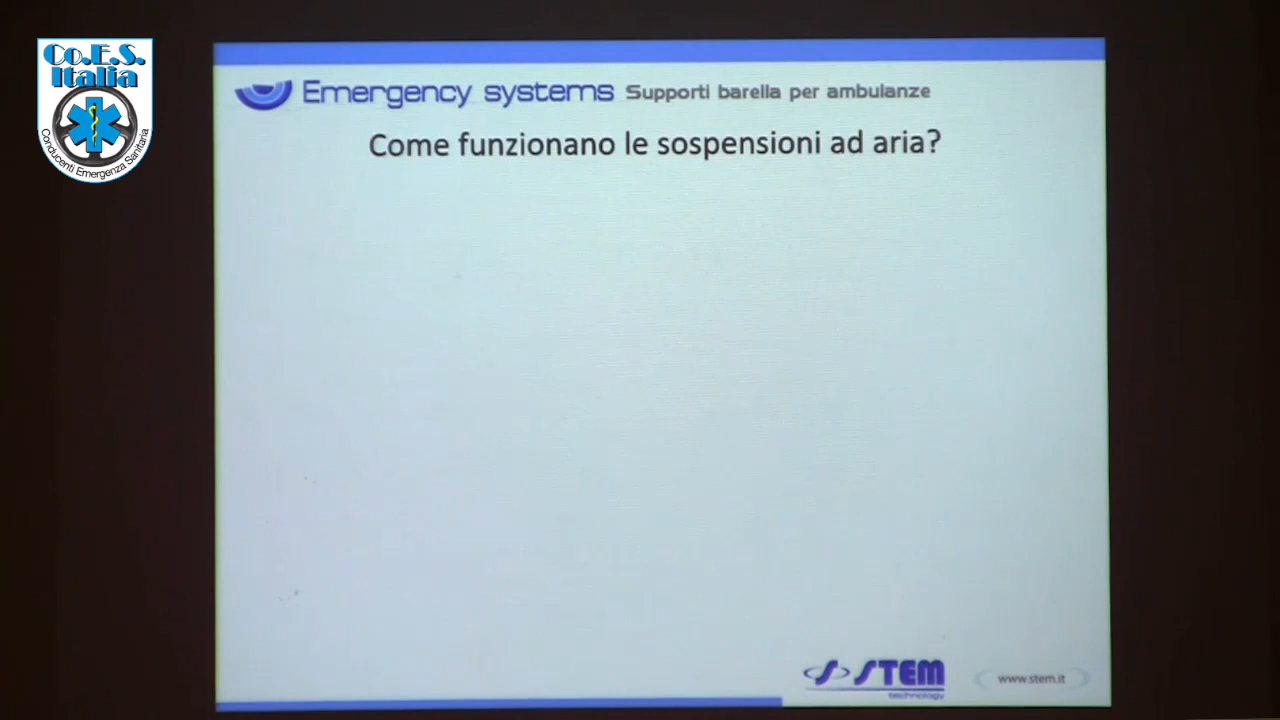 Co.E.S.
Italia
Conducenti Emergenza Sanitaria
Emergency systems Supporti barella per ambulanze
Come funzionano le sospensioni ad aria?
STEM
technology
www.stem.it